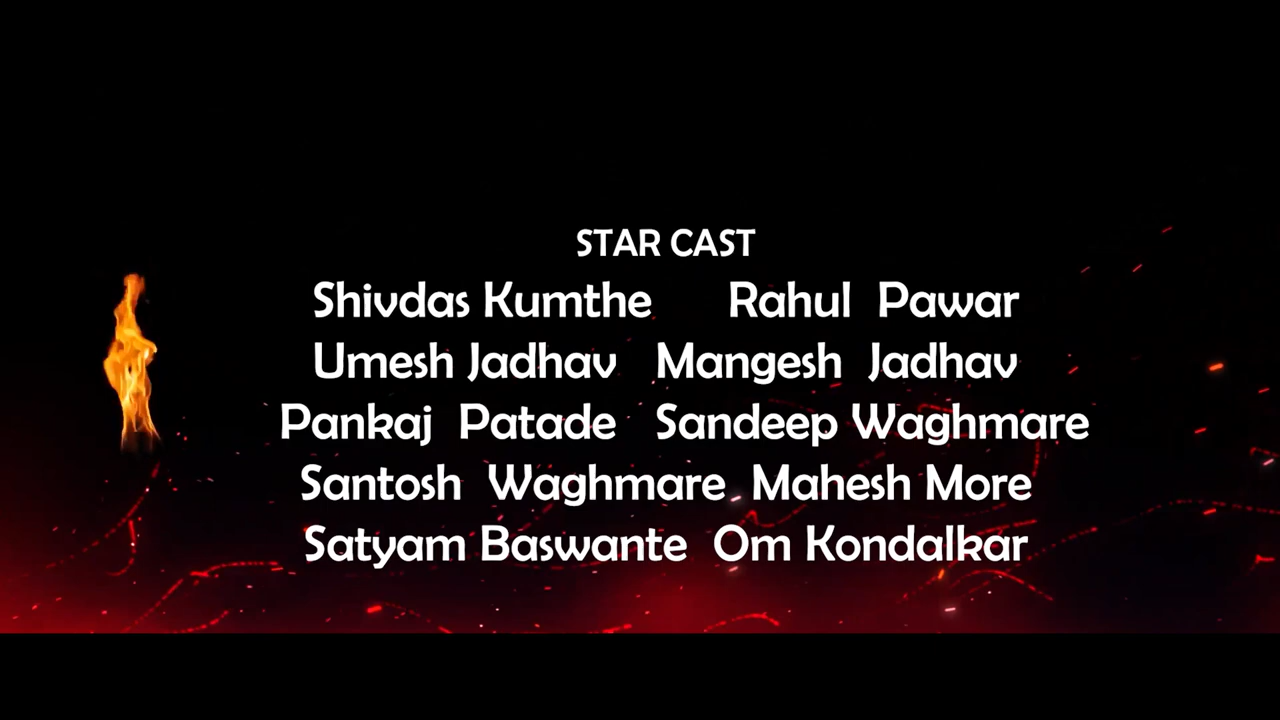 STAR CAST
Shivdas Kumthe Rahul Pawar
Umesh Jadhav Mangesh Jadhav
Pankaj Patade Sandeep Waghmare
Santosh Waghmare Mahesh More
Satyam Baswante Om Kondalkar